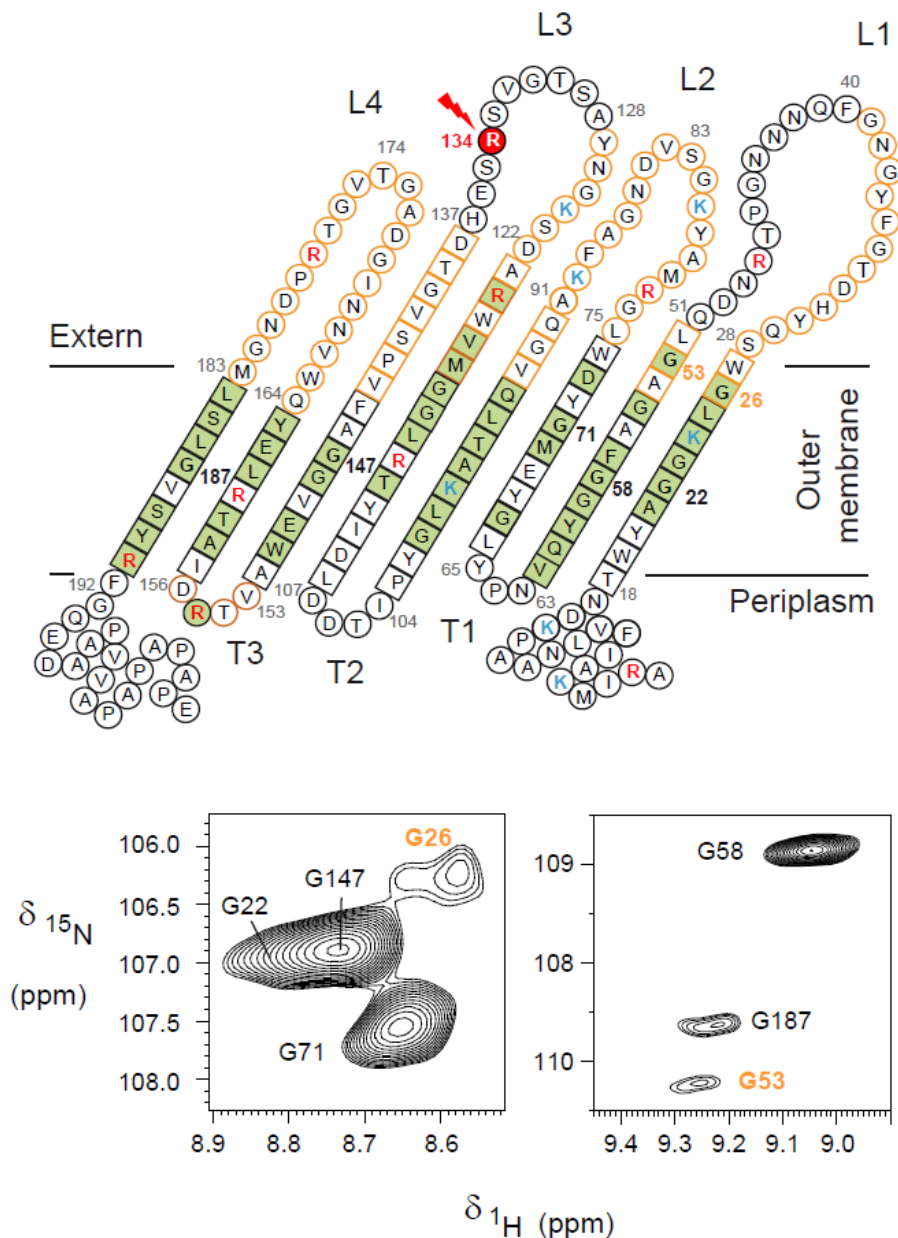 L1
L3
L2
L4
40
128
83
174
134
137
122
91
75
51
28
53
26
183
164
Extern
Outer membrane
Periplasm
187
147
71
58
22
192
156
153
107
104
65
63
18
T3
T2
T1
M G N D P R T G V T G A D G I N N V W Q
L S L G V S Y R F
Y E L R T A I D R T V
D T G V S P V F A G G V E W A
H E S R S V G T S A Y N G K S D
A R W V M G G L R T Y I D L D D T I
A Q G V Q L T A K L G Y P
K F A G N D V S G K Y A M R G L
W D Y G M E Y G L Y P N
L G A G A F G G Y Q V
Q D N R T P G N N N Q F G N G Y F G T D H Y Q S
W G L K G G A Y W T N
G Q E D A A V P A V A P A P A P E
D K P A A N L V F I A K M I R A
106.0
106.5
107.0
107.5
108.0
δ 15N
(ppm)
G26
G147
G22
G71
8.9 8.8 8.7 8.6
109
108
110
G58
G187
G53
9.4 9.3 9.2 9.1 9.0
δ 1H (ppm)